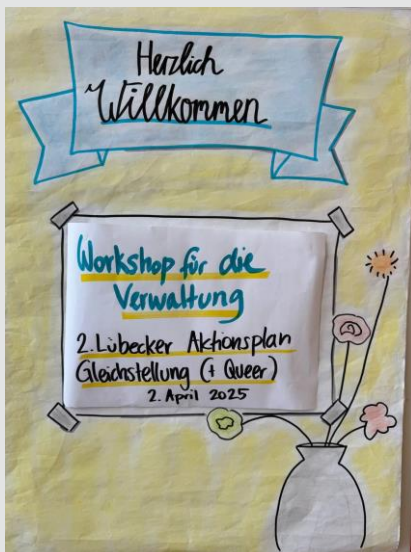 Herzlich
Willkommen
Workshop für die
Verwaltung
2. Lübecker Aktionsplan
Gleichstellung (+ Queer)
2. April 2025